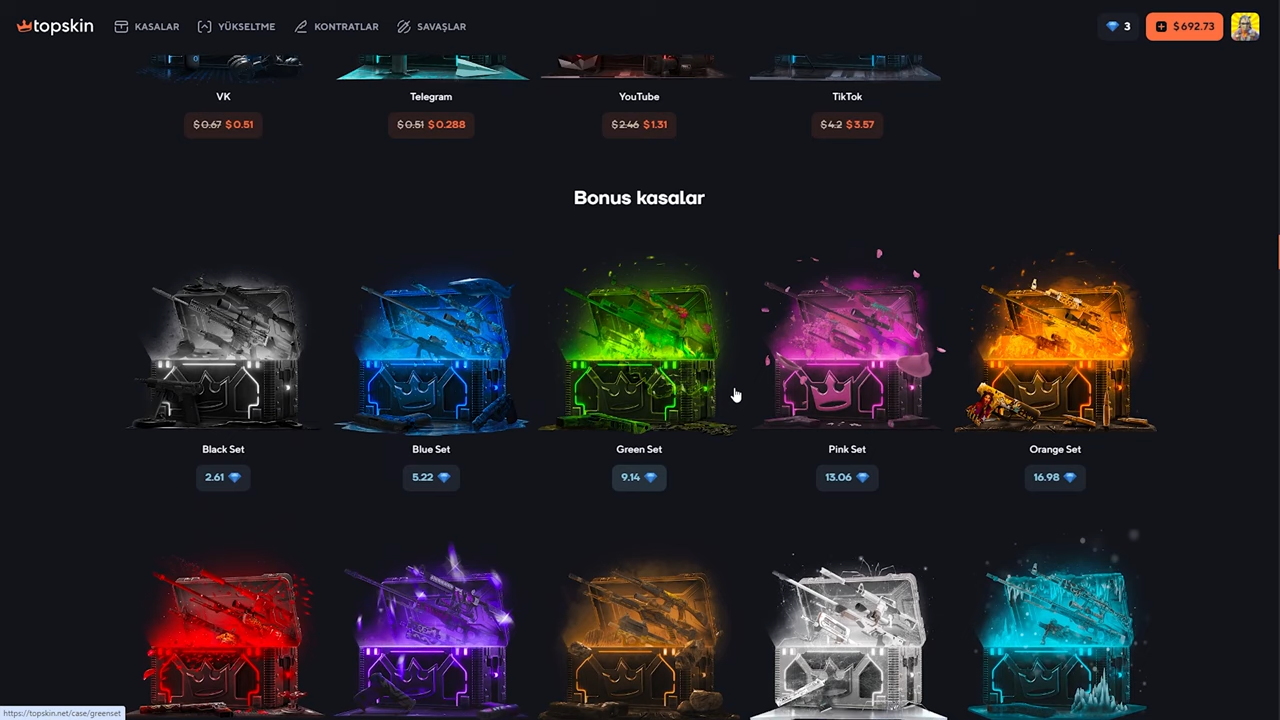 topskin
KASALAR
YÜKSELTME
KONTRATLAR
SAVAŞLAR
3
$692.73
VK
Telegram
YouTube
TikTok
$0.67 $0.51
$0.51 $0.288
$2.46 $1.31
$4.2 $3.57
Bonus kasalar
Black Set
Blue Set
Green Set
Pink Set
Orange Set
2.61
5.22
9.14
13.06
16.98
https://topskin.net/case/greenset